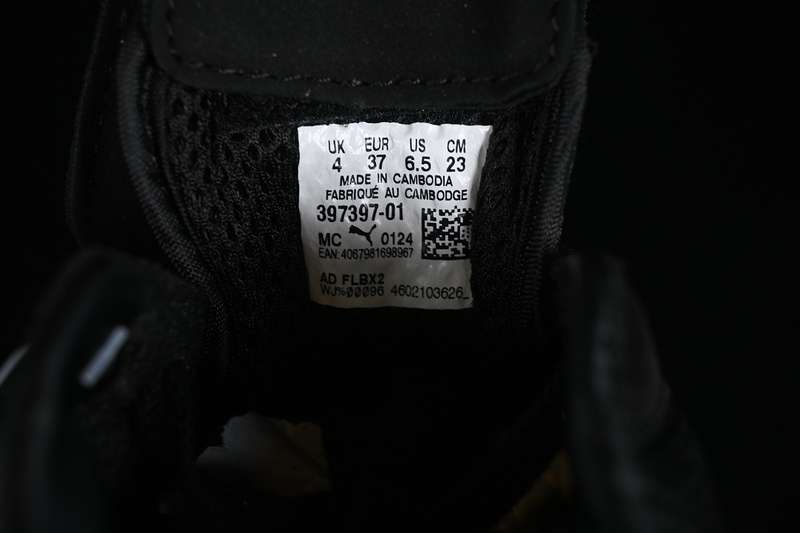 UK EUR US CM
4 37 6.5 23
MADE IN CAMBODIA
FABRIQUÉ AU CAMBODGE
397397-01
MC 0124
EAN: 4067981698967
AD FLBX2
WJ%00096 4602103626_